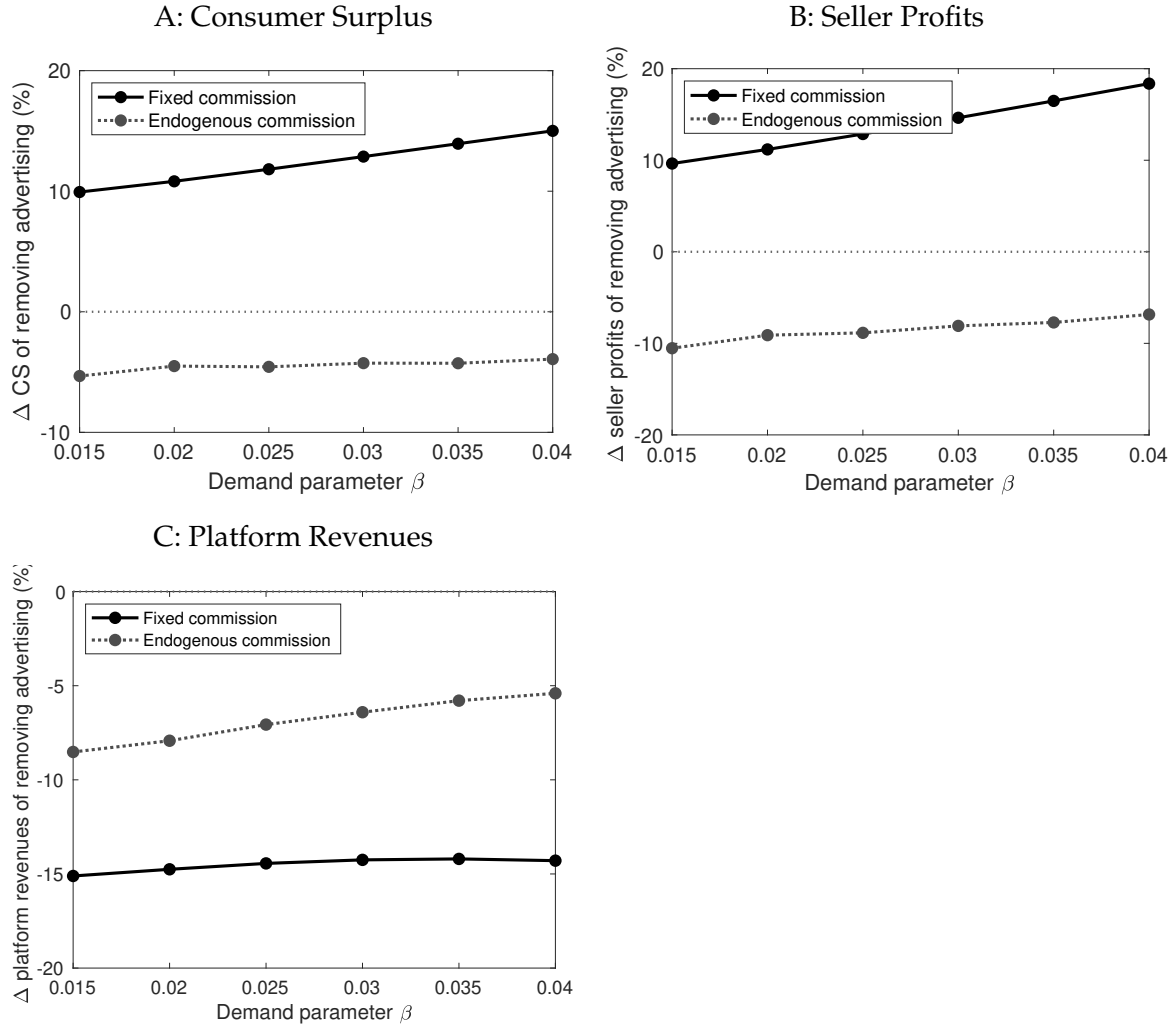 A: Consumer Surplus
Δ CS of removing advertising (%)
20
10
0
-10
Fixed commission
Endogenous commission
0.015 0.02 0.025 0.03 0.035 0.04
Demand parameter β
B: Seller Profits
Δ seller profits of removing advertising (%)
20
10
0
-10
-20
Fixed commission
Endogenous commission
0.015 0.02 0.025 0.03 0.035 0.04
Demand parameter β
C: Platform Revenues
Δ platform revenues of removing advertising (%)
0
-5
-10
-15
-20
Fixed commission
Endogenous commission
0.015 0.02 0.025 0.03 0.035 0.04
Demand parameter β